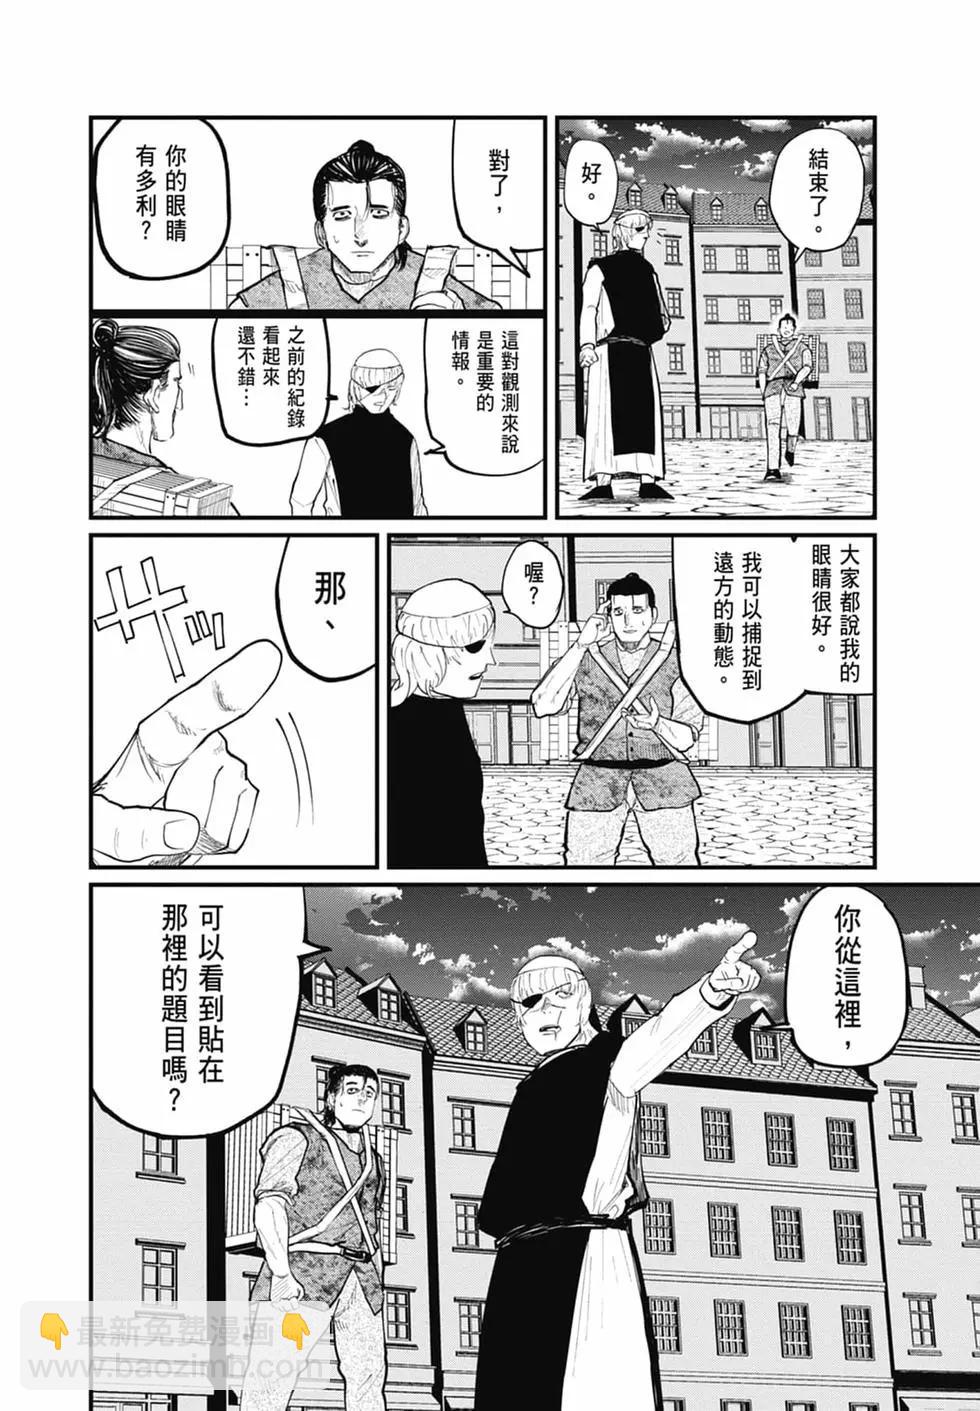 結束了。
好。
對了，
你的眼睛
有多利？
這對觀測來說
是重要的
情報。
之前的紀錄
看起來
還不錯…
大家都說我的
眼睛很好。
我可以捕捉到
遠方的動態。
喔？
那、
你從這裡，
可以看到貼在
那裡的題目嗎？
👇最新免費漫画👇
www.baozimh.com